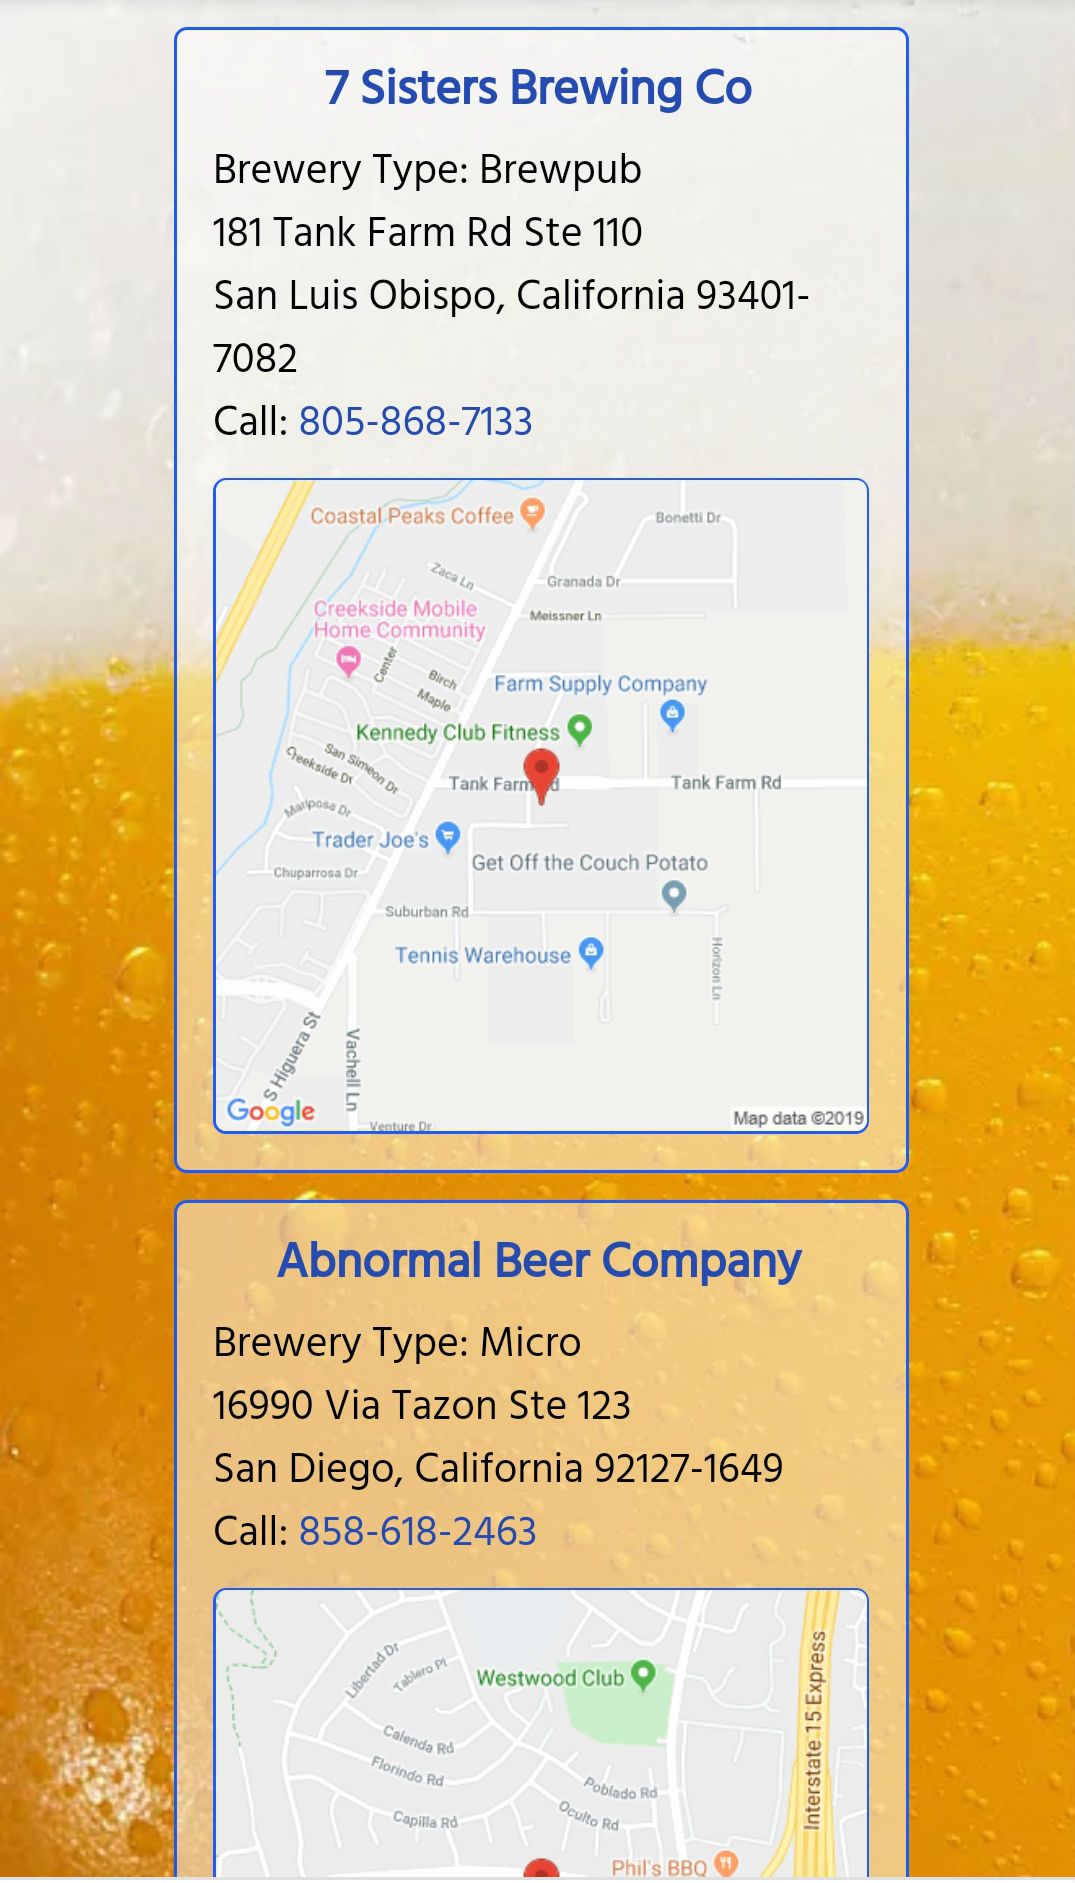 7 Sisters Brewing Co
Brewery Type: Brewpub
181 Tank Farm Rd Ste 110
San Luis Obispo, California 93401-
7082
Call: 805-868-7133
Coastal Peaks Coffee
Bonetti Dr
Zaca Ln
Granada Dr
Creekside Mobile
Home Community
Meissner Ln
Center
Birch
Maple
Farm Supply Company
Kennedy Club Fitness
San Simeon Dr
Creekside Dr
Tank Farm Rd
Tank Farm Rd
Mariposa Dr
Trader Joe's
Get Off the Couch Potato
Chuparrosa Dr
Suburban Rd
Tennis Warehouse
Horizon Ln
S Higuera St
Vachell Ln
Google
Map data ©2019
Venture Dr
Abnormal Beer Company
Brewery Type: Micro
16990 Via Tazon Ste 123
San Diego, California 92127-1649
Call: 858-618-2463
Libertad Dr
Tablero Pl
Westwood Club
Interstate 15 Express
Calenda Rd
Florindo Rd
Poblado Rd
Capilla Rd
Oculto Rd
Phil's BBQ